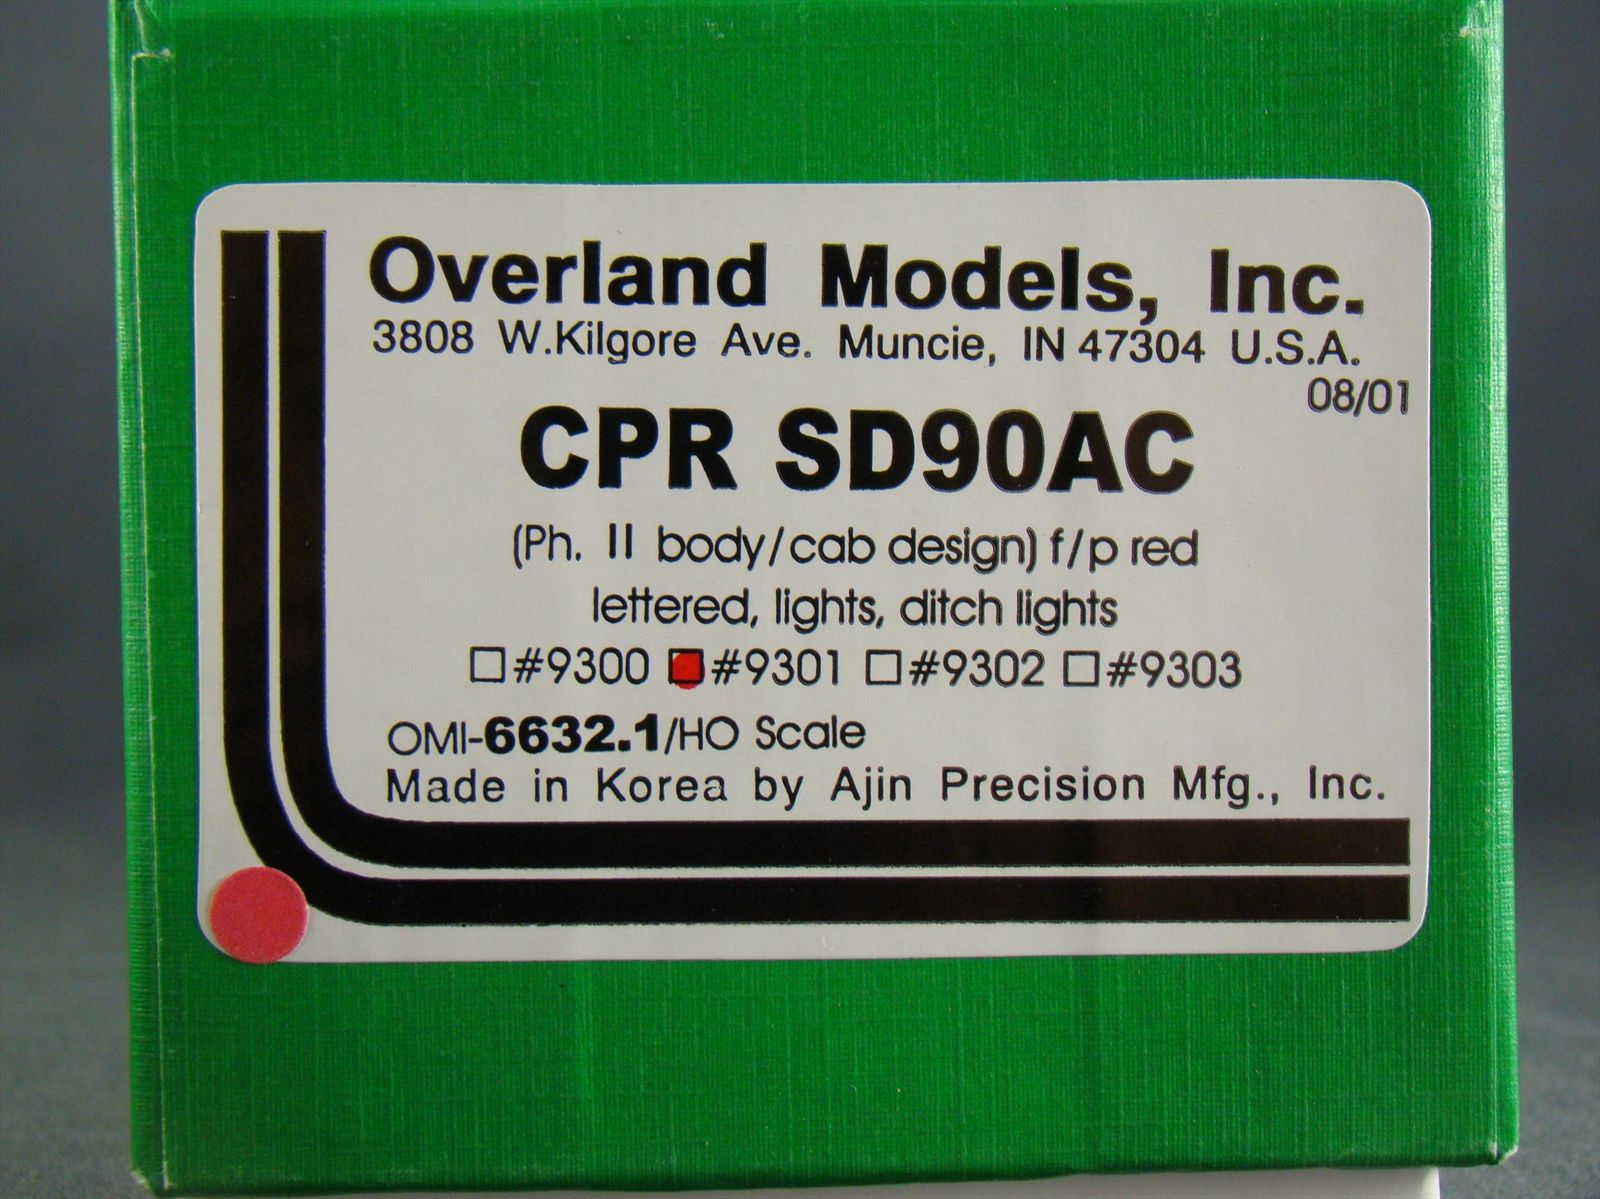 Overland Models, Inc.
3808 W.Kilgore Ave. Muncie, IN 47304 U.S.A.
08/01
CPR SD90AC
(Ph. II body/cab design) f/p red
lettered, lights, ditch lights
#9300 #9301 #9302 #9303
OMI-6632.1/HO Scale
Made in Korea by Ajin Precision Mfg., Inc.